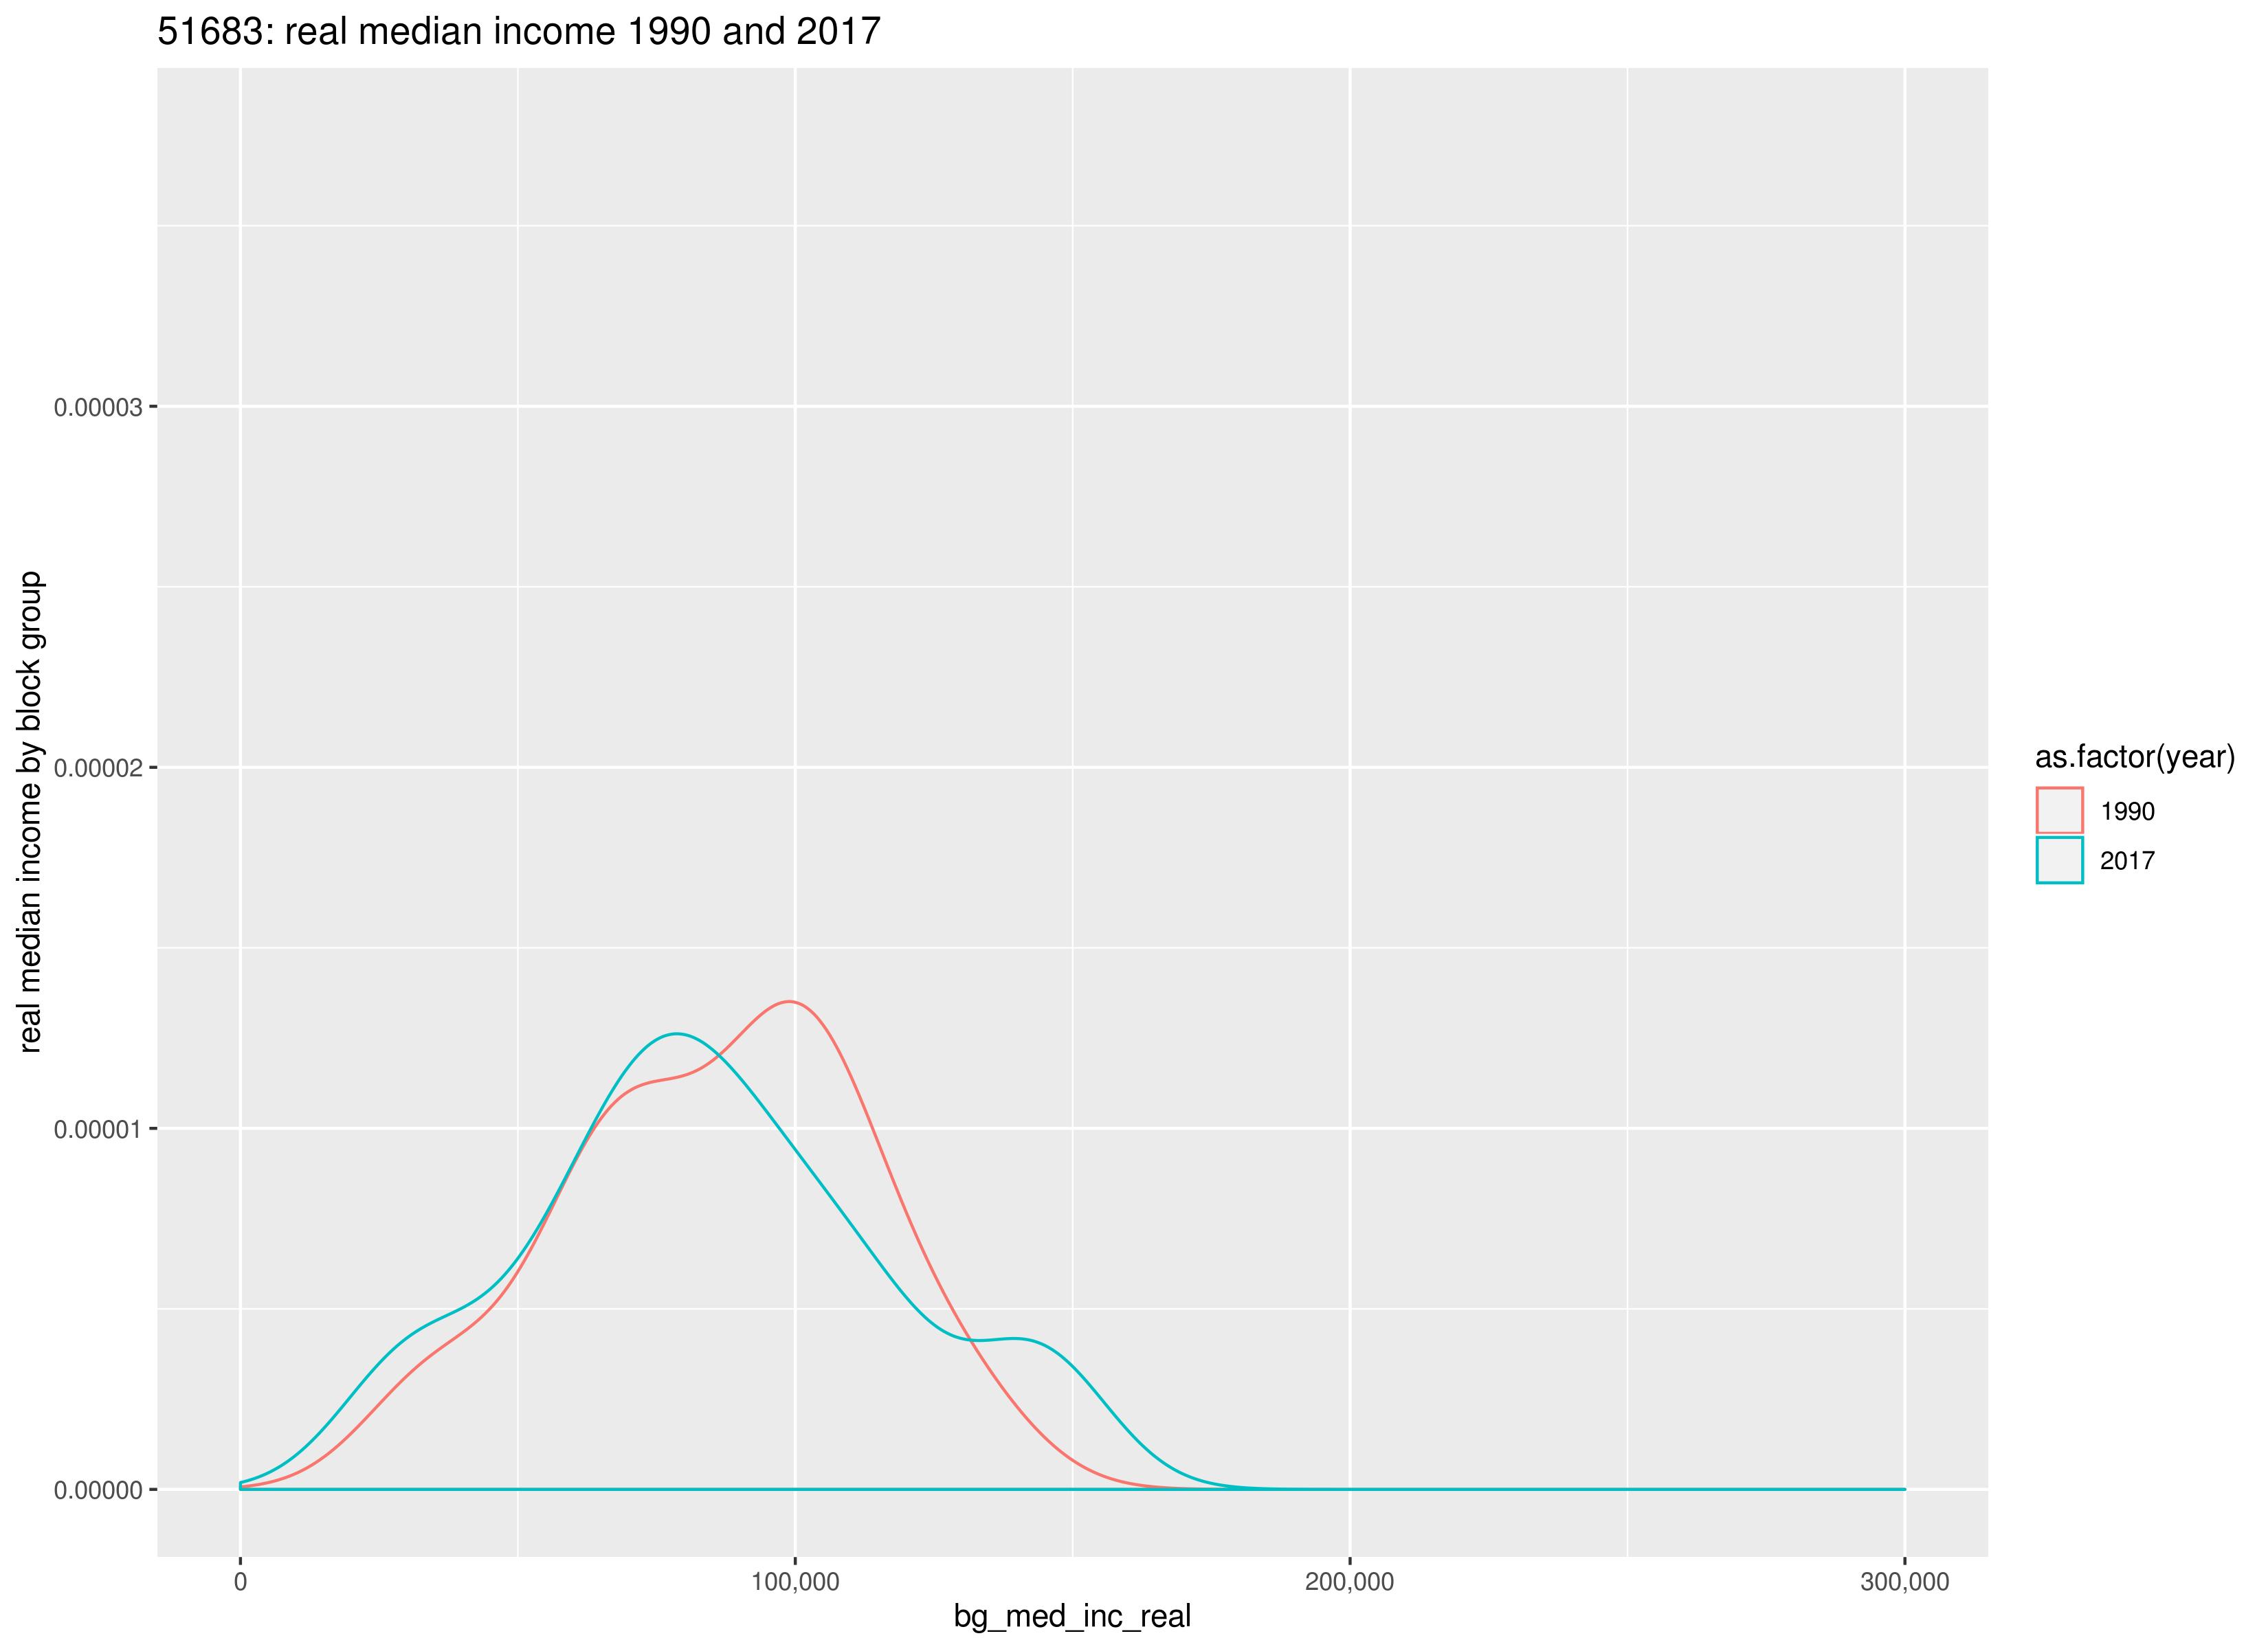 51683: real median income 1990 and 2017
real median income by block group
0.00003
0.00002
0.00001
0.00000
0
100,000
200,000
300,000
bg_med_inc_real
as.factor(year)
1990
2017